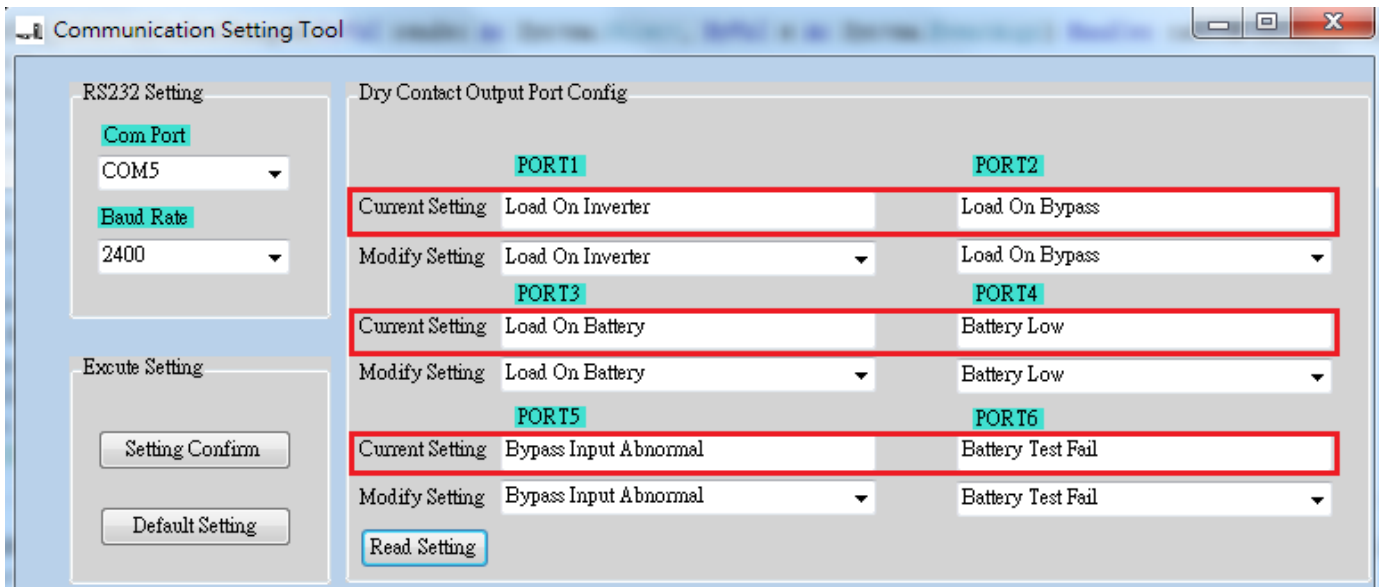 Communication Setting Tool
RS232 Setting
Com Port
COM5
Baud Rate
2400
Excute Setting
Setting Confirm
Default Setting
Dry Contact Output Port Config
PORT1 PORT2
Current Setting Load On Inverter Load On Bypass
Modify Setting Load On Inverter Load On Bypass
PORT3 PORT4
Current Setting Load On Battery Battery Low
Modify Setting Load On Battery Battery Low
PORT5 PORT6
Current Setting Bypass Input Abnormal Battery Test Fail
Modify Setting Bypass Input Abnormal Battery Test Fail
Read Setting